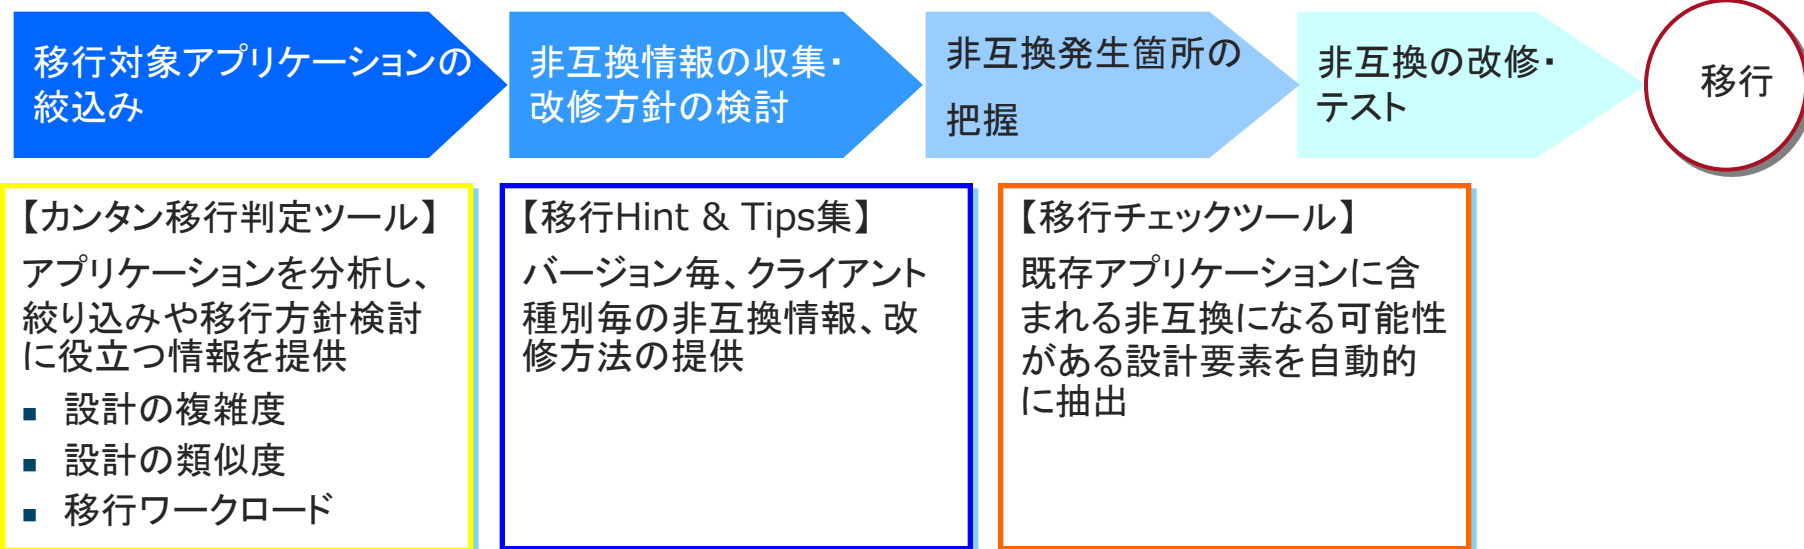 移行対象アプリケーションの
絞込み
非互換情報の収集・
改修方針の検討
非互換発生箇所の
把握
非互換の改修・
テスト
移行
【カンタン移行判定ツール】
アプリケーションを分析し、
絞り込みや移行方針検討
に役立つ情報を提供
▪ 設計の複雑度
▪ 設計の類似度
▪ 移行ワークロード
【移行Hint & Tips集】
バージョン毎、クライアント
種別毎の非互換情報、改
修方法の提供
【移行チェックツール】
既存アプリケーションに含
まれる非互換になる可能性
がある設計要素を自動的
に抽出